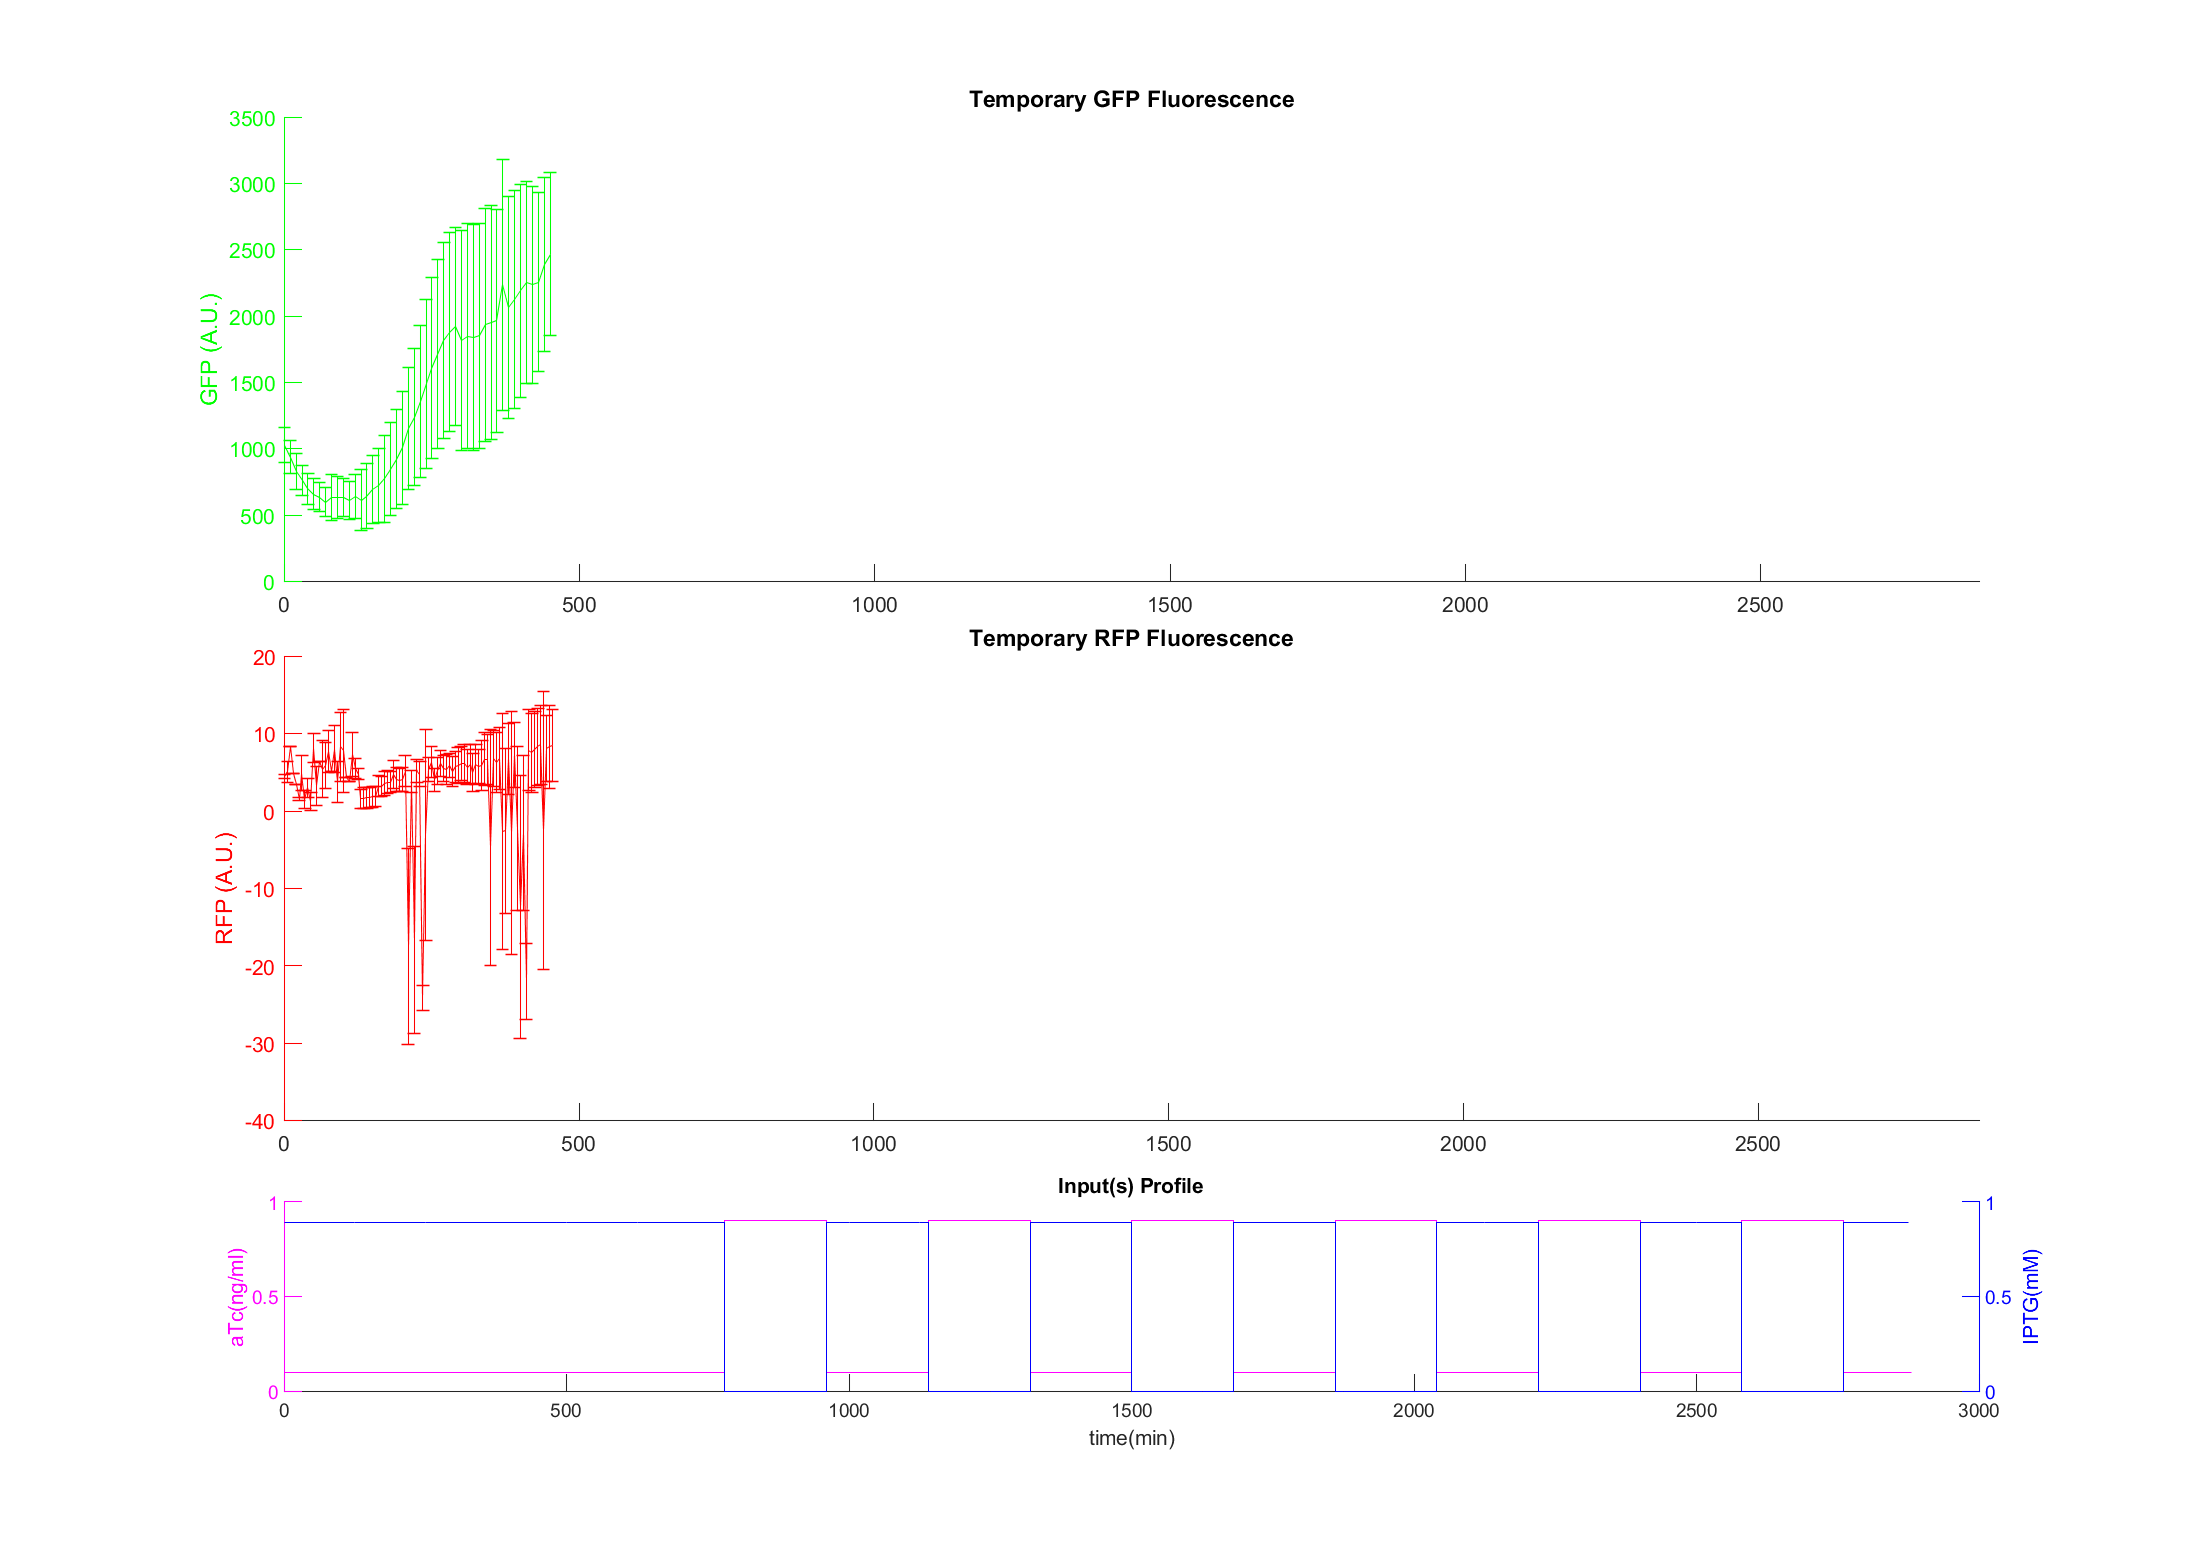 Temporary GFP Fluorescence
3500
3000
2500
2000
1500
1000
500
0
GFP (A.U.)
0 500 1000 1500 2000 2500
Temporary RFP Fluorescence
20
10
0
-10
-20
-30
-40
RFP (A.U.)
0 500 1000 1500 2000 2500
Input(s) Profile
1
0.5
0
aTc(ng/ml)
1
0.5
0
IPTG(mM)
0 500 1000 1500 2000 2500 3000
time(min)